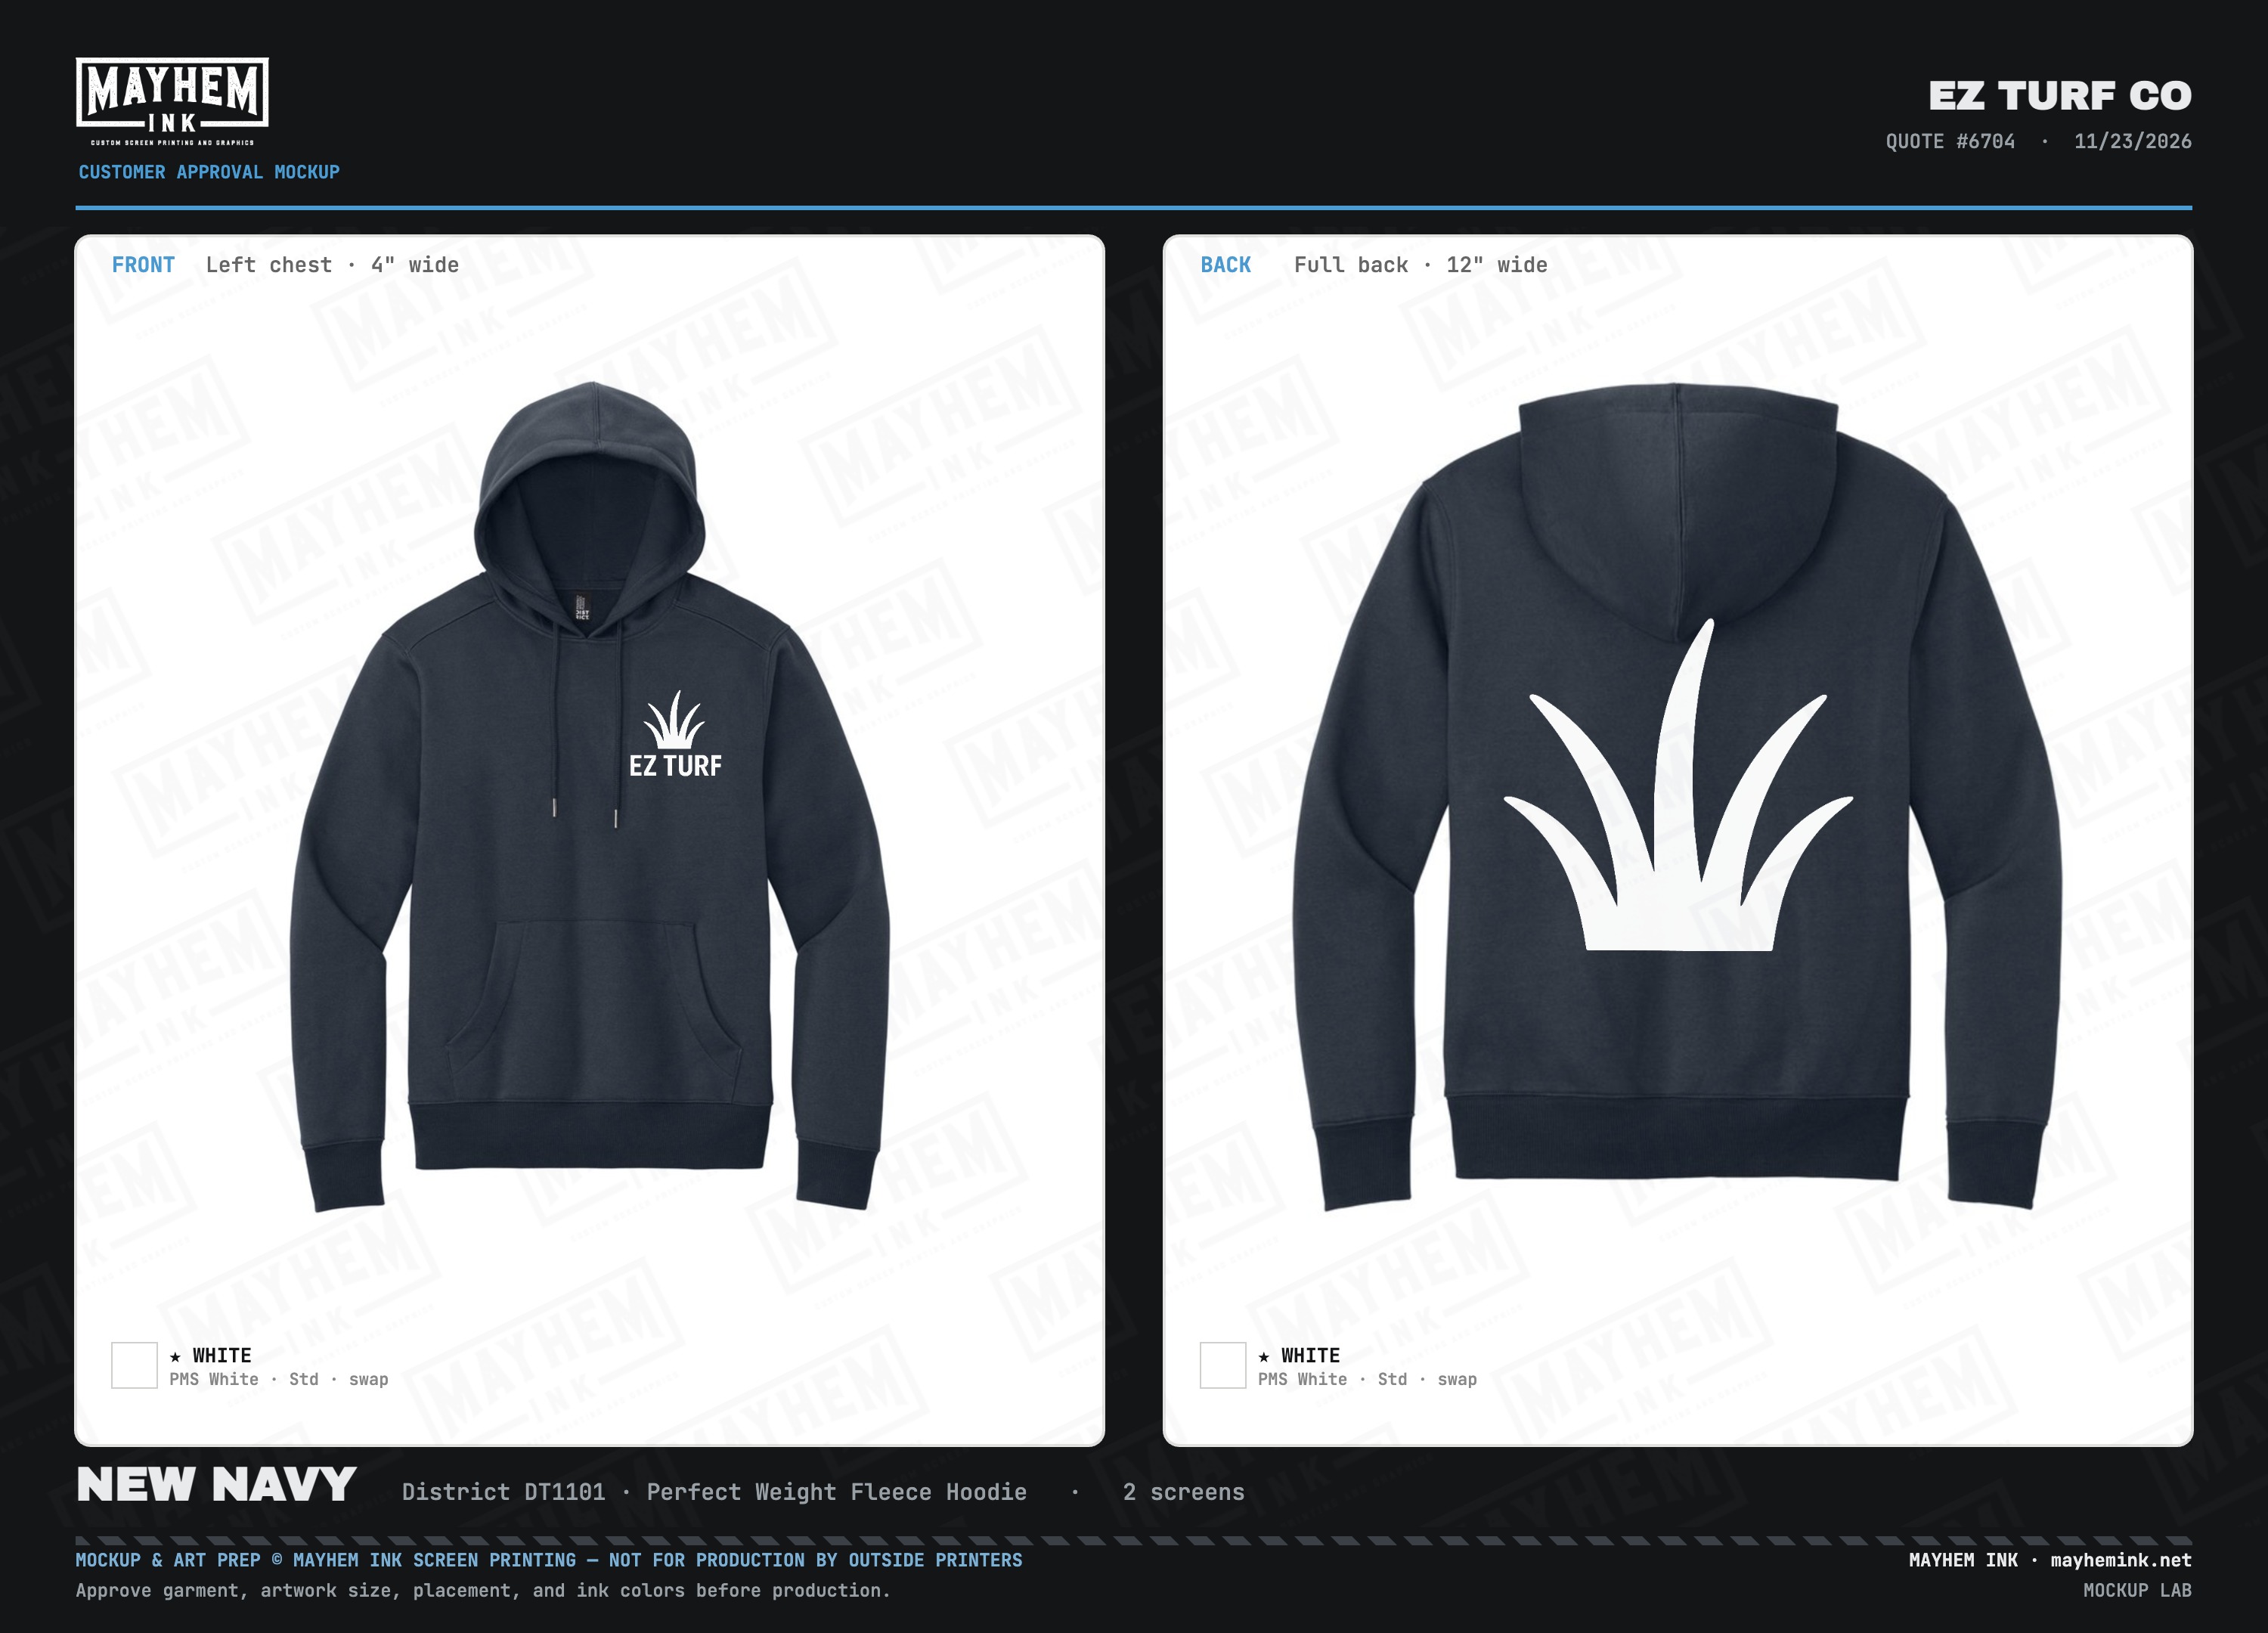 MAYHEM
INK
CUSTOM SCREEN PRINTING AND GRAPHICS
CUSTOMER APPROVAL MOCKUP
EZ TURF CO
QUOTE #6704 · 11/23/2026
FRONT Left chest · 4" wide
EZ TURF
★ WHITE
PMS White · Std · swap
BACK Full back · 12" wide
★ WHITE
PMS White · Std · swap
NEW NAVY District DT1101 · Perfect Weight Fleece Hoodie · 2 screens
MOCKUP & ART PREP © MAYHEM INK SCREEN PRINTING — NOT FOR PRODUCTION BY OUTSIDE PRINTERS
Approve garment, artwork size, placement, and ink colors before production.
MAYHEM INK · mayhemink.net
MOCKUP LAB